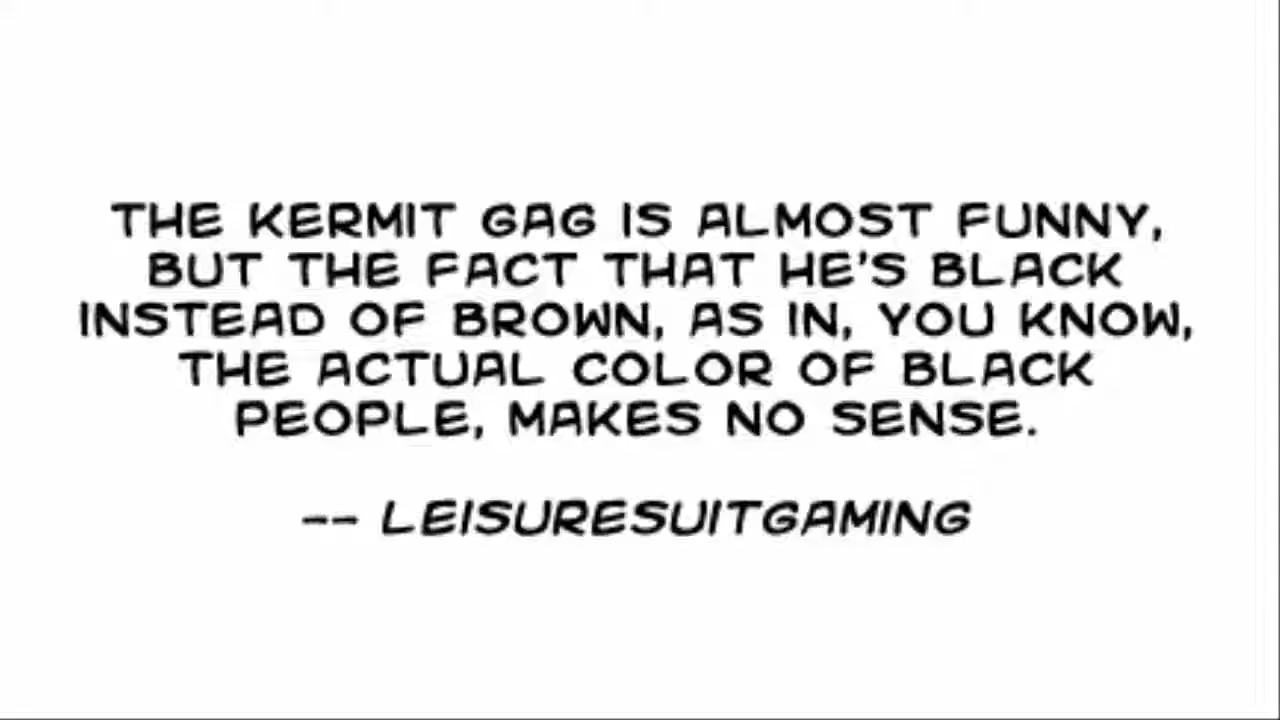 THE KERMIT GAG IS ALMOST FUNNY,
BUT THE FACT THAT HE'S BLACK
INSTEAD OF BROWN, AS IN, YOU KNOW,
THE ACTUAL COLOR OF BLACK
PEOPLE, MAKES NO SENSE.
-- LEISURESUITGAMING